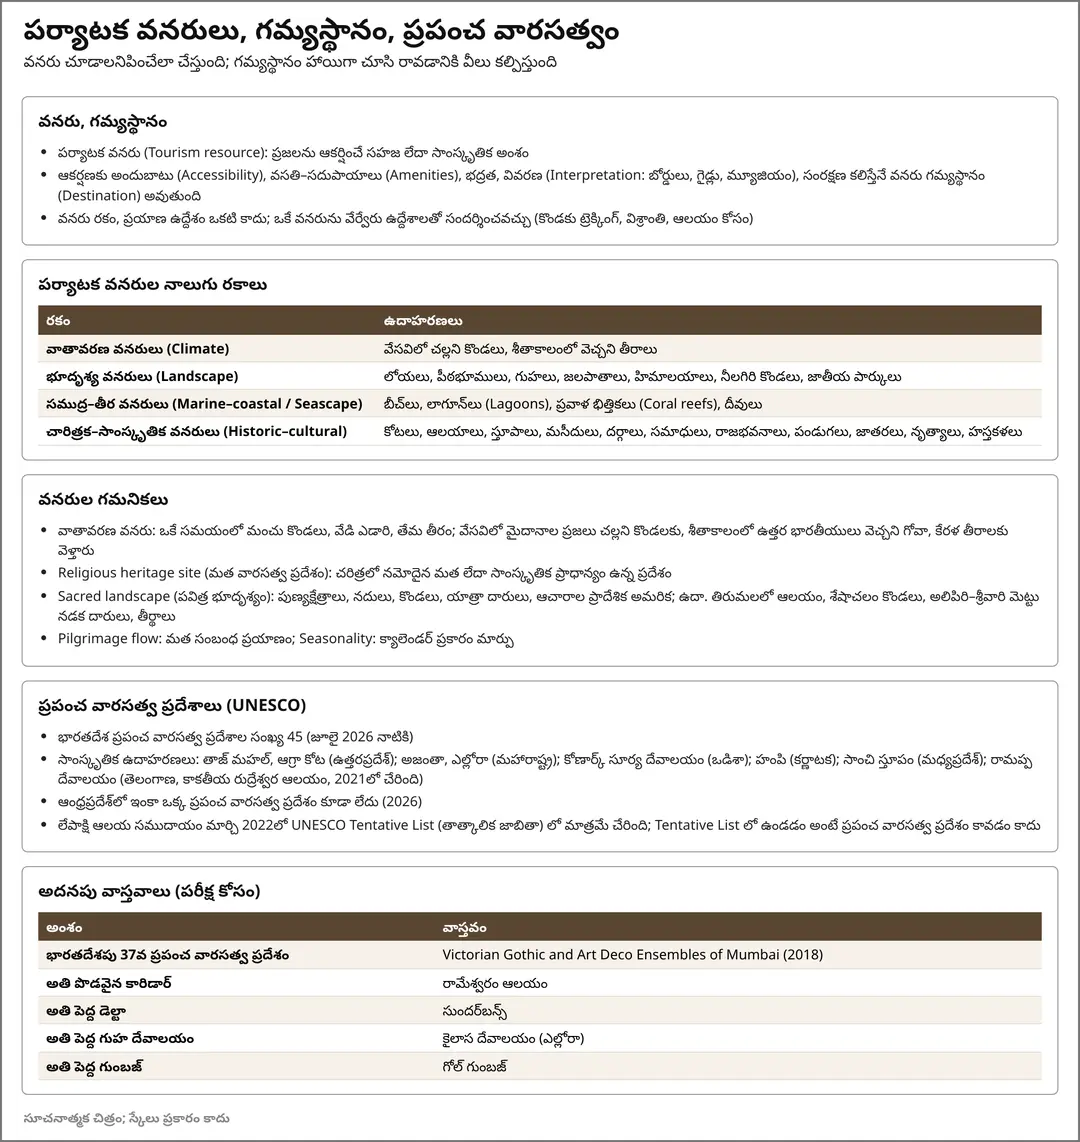 పర్యాటక వనరులు, గమ్యస్థానం, ప్రపంచ వారసత్వం
వనరు చూడాలనిపించేలా చేస్తుంది; గమ్యస్థానం హాయిగా చూసి రావడానికి వీలు కల్పిస్తుంది
వనరు, గమ్యస్థానం
• పర్యాటక వనరు (Tourism resource): ప్రజలను ఆకర్షించే సహజ లేదా సాంస్కృతిక అంశం
• ఆకర్షణకు అందుబాటు (Accessibility), వసతి–సదుపాయాలు (Amenities), భద్రత, వివరణ (Interpretation: బోర్డులు, గైడ్లు, మ్యూజియం), సంరక్షణ కలిస్తేనే వనరు గమ్యస్థానం
(Destination) అవుతుంది
• వనరు రకం, ప్రయాణ ఉద్దేశం ఒకటి కాదు; ఒకే వనరును వేర్వేరు ఉద్దేశాలతో సందర్శించవచ్చు (కొండకు ట్రెక్కింగ్, విశ్రాంతి, ఆలయం కోసం)
పర్యాటక వనరుల నాలుగు రకాలు
రకం ఉదాహరణలు
వాతావరణ వనరులు (Climate) వేసవిలో చల్లని కొండలు, శీతాకాలంలో వెచ్చని తీరాలు
భూదృశ్య వనరులు (Landscape) లోయలు, పీఠభూములు, గుహలు, జలపాతాలు, హిమాలయాలు, నీలగిరి కొండలు, జాతీయ పార్కులు
సముద్ర–తీర వనరులు (Marine–coastal / Seascape) బీచ్‌లు, లాగూన్‌లు (Lagoons), ప్రవాళ భిత్తికలు (Coral reefs), దీవులు
చారిత్రక–సాంస్కృతిక వనరులు (Historic–cultural) కోటలు, ఆలయాలు, స్తూపాలు, మసీదులు, దర్గాలు, సమాధులు, రాజభవనాలు, పండుగలు, జాతరలు, నృత్యాలు, హస్తకళలు
వనరుల గమనికలు
• వాతావరణ వనరు: ఒకే సమయంలో మంచు కొండలు, వేడి ఎడారి, తేమ తీరం; వేసవిలో మైదానాల ప్రజలు చల్లని కొండలకు, శీతాకాలంలో ఉత్తర భారతీయులు వెచ్చని గోవా, కేరళ తీరాలకు
వెళ్తారు
• Religious heritage site (మత వారసత్వ ప్రదేశం): చరిత్రలో నమోదైన మత లేదా సాంస్కృతిక ప్రాధాన్యం ఉన్న ప్రదేశం
• Sacred landscape (పవిత్ర భూదృశ్యం): పుణ్యక్షేత్రాలు, నదులు, కొండలు, యాత్రా దారులు, ఆచారాల ప్రాదేశిక అమరిక; ఉదా. తిరుమలలో ఆలయం, శేషాచలం కొండలు, అలిపిరి–శ్రీవారి మెట్టు
నడక దారులు, తీర్థాలు
• Pilgrimage flow: మత సంబంధ ప్రయాణం; Seasonality: క్యాలెండర్ ప్రకారం మార్పు
ప్రపంచ వారసత్వ ప్రదేశాలు (UNESCO)
• భారతదేశ ప్రపంచ వారసత్వ ప్రదేశాల సంఖ్య 45 (జూలై 2026 నాటికి)
• సాంస్కృతిక ఉదాహరణలు: తాజ్ మహల్, ఆగ్రా కోట (ఉత్తరప్రదేశ్); అజంతా, ఎల్లోరా (మహారాష్ట్ర); కోణార్క్ సూర్య దేవాలయం (ఒడిశా); హంపి (కర్ణాటక); సాంచి స్తూపం (మధ్యప్రదేశ్); రామప్ప
దేవాలయం (తెలంగాణ, కాకతీయ రుద్రేశ్వర ఆలయం, 2021లో చేరింది)
• ఆంధ్రప్రదేశ్‌లో ఇంకా ఒక్క ప్రపంచ వారసత్వ ప్రదేశం కూడా లేదు (2026)
• లేపాక్షి ఆలయ సముదాయం మార్చి 2022లో UNESCO Tentative List (తాత్కాలిక జాబితా) లో మాత్రమే చేరింది; Tentative List లో ఉండడం అంటే ప్రపంచ వారసత్వ ప్రదేశం కావడం కాదు
అదనపు వాస్తవాలు (పరీక్ష కోసం)
అంశం వాస్తవం
భారతదేశపు 37వ ప్రపంచ వారసత్వ ప్రదేశం Victorian Gothic and Art Deco Ensembles of Mumbai (2018)
అతి పొడవైన కారిడార్ రామేశ్వరం ఆలయం
అతి పెద్ద డెల్టా సుందర్‌బన్స్
అతి పెద్ద గుహ దేవాలయం కైలాస దేవాలయం (ఎల్లోరా)
అతి పెద్ద గుంబజ్ గోల్ గుంబజ్
సూచనాత్మక చిత్రం; స్కేలు ప్రకారం కాదు